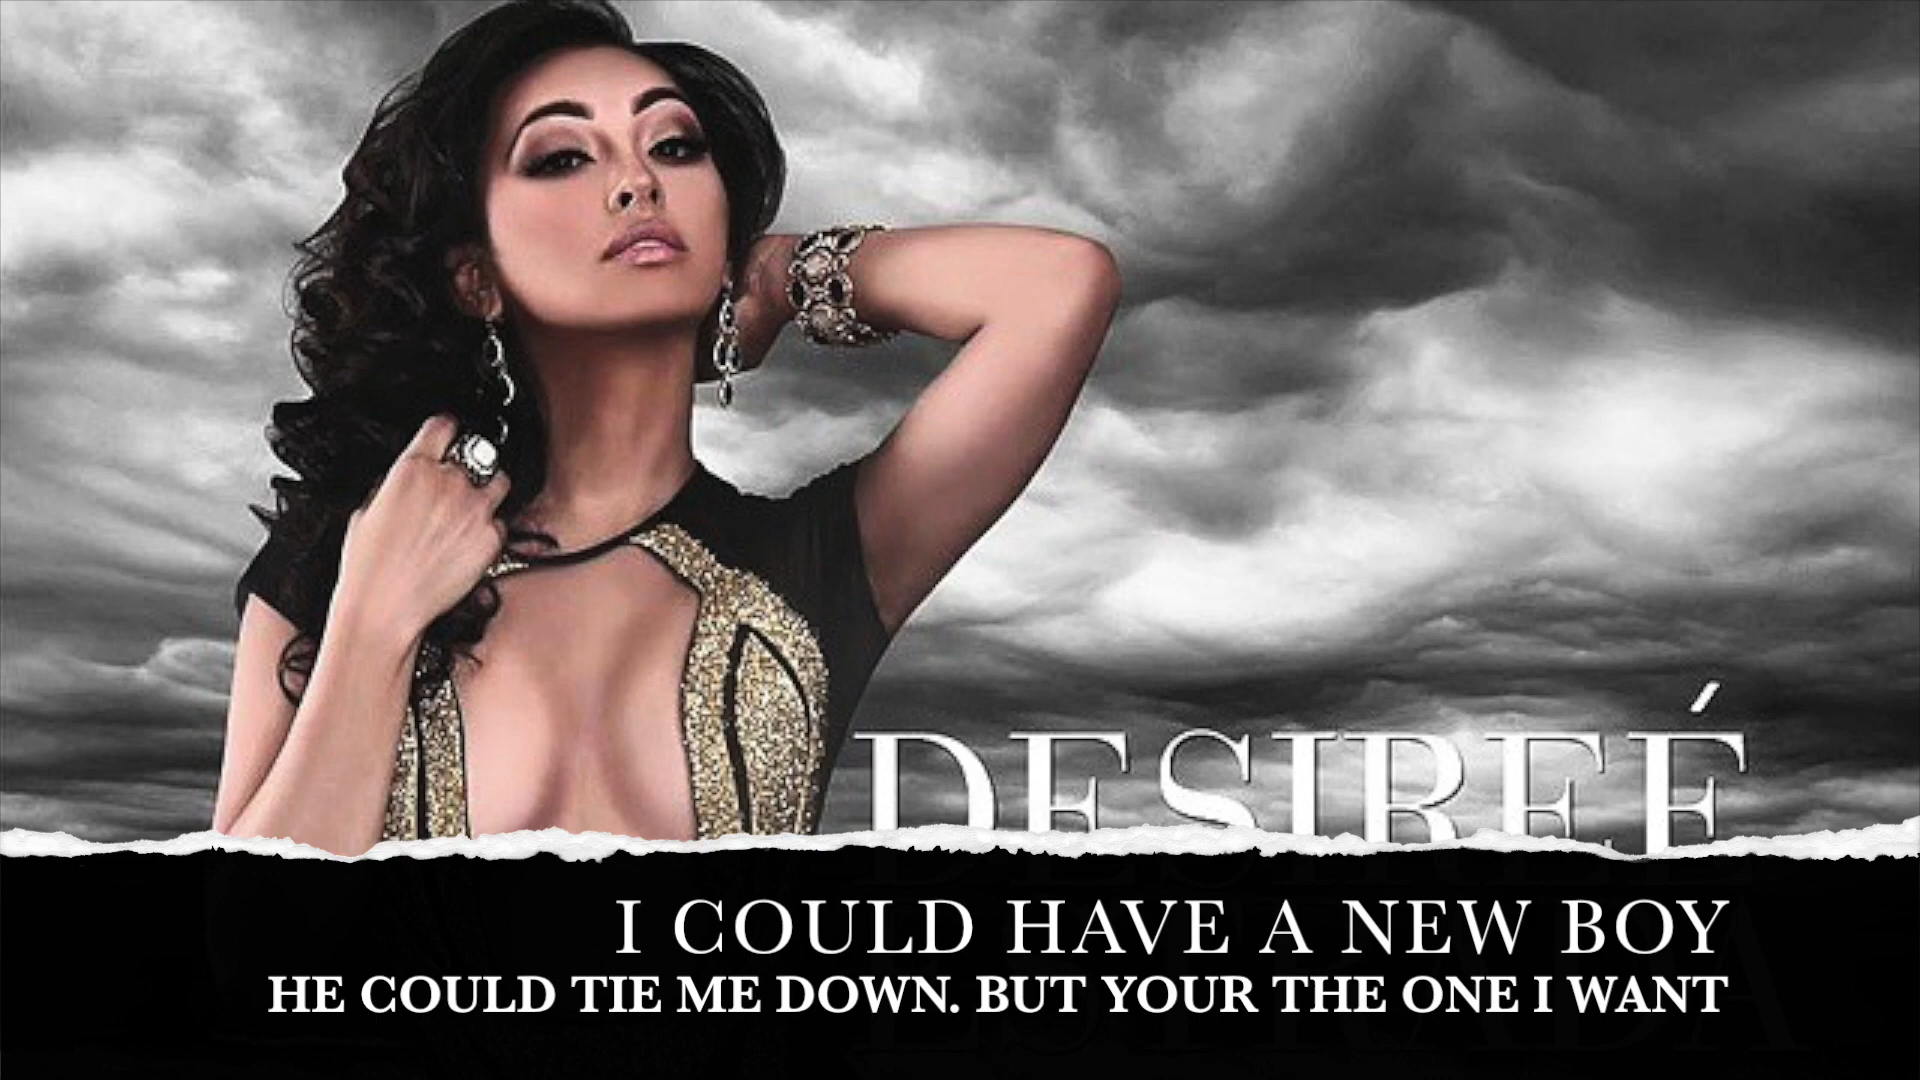 DESIREÉ
I COULD HAVE A NEW BOY
HE COULD TIE ME DOWN. BUT YOUR THE ONE I WANT